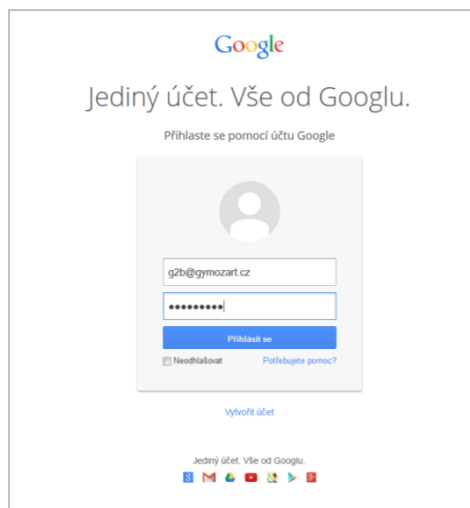 Google
Jediný účet. Vše od Googlu.
Přihlaste se pomocí účtu Google
g2b@gymozart.cz
•••••••••
Přihlásit se
Neodhlašovat Potřebujete pomoc?
Vytvořit účet
Jediný účet. Vše od Googlu.